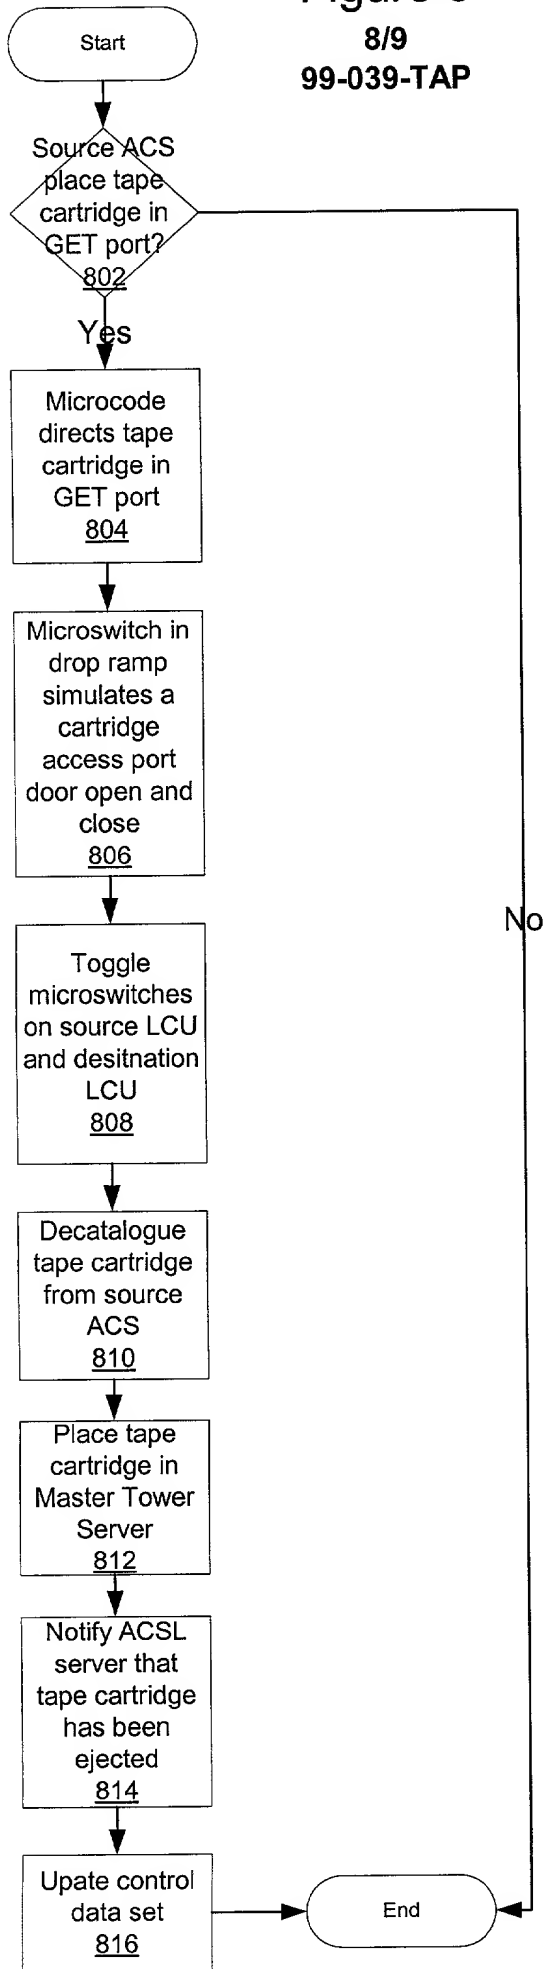 8/9
99-039-TAP
Start
Source ACS
place tape
cartridge in
GET port?
802
Yes
Microcode
directs tape
cartridge in
GET port
804
Microswitch in
drop ramp
simulates a
cartridge
access port
door open and
close
806
No
Toggle
microswitches
on source LCU
and desitnation
LCU
808
Decatalogue
tape cartridge
from source
ACS
810
Place tape
cartridge in
Master Tower
Server
812
Notify ACSL
server that
tape cartridge
has been
ejected
814
Upate control
data set
816
End